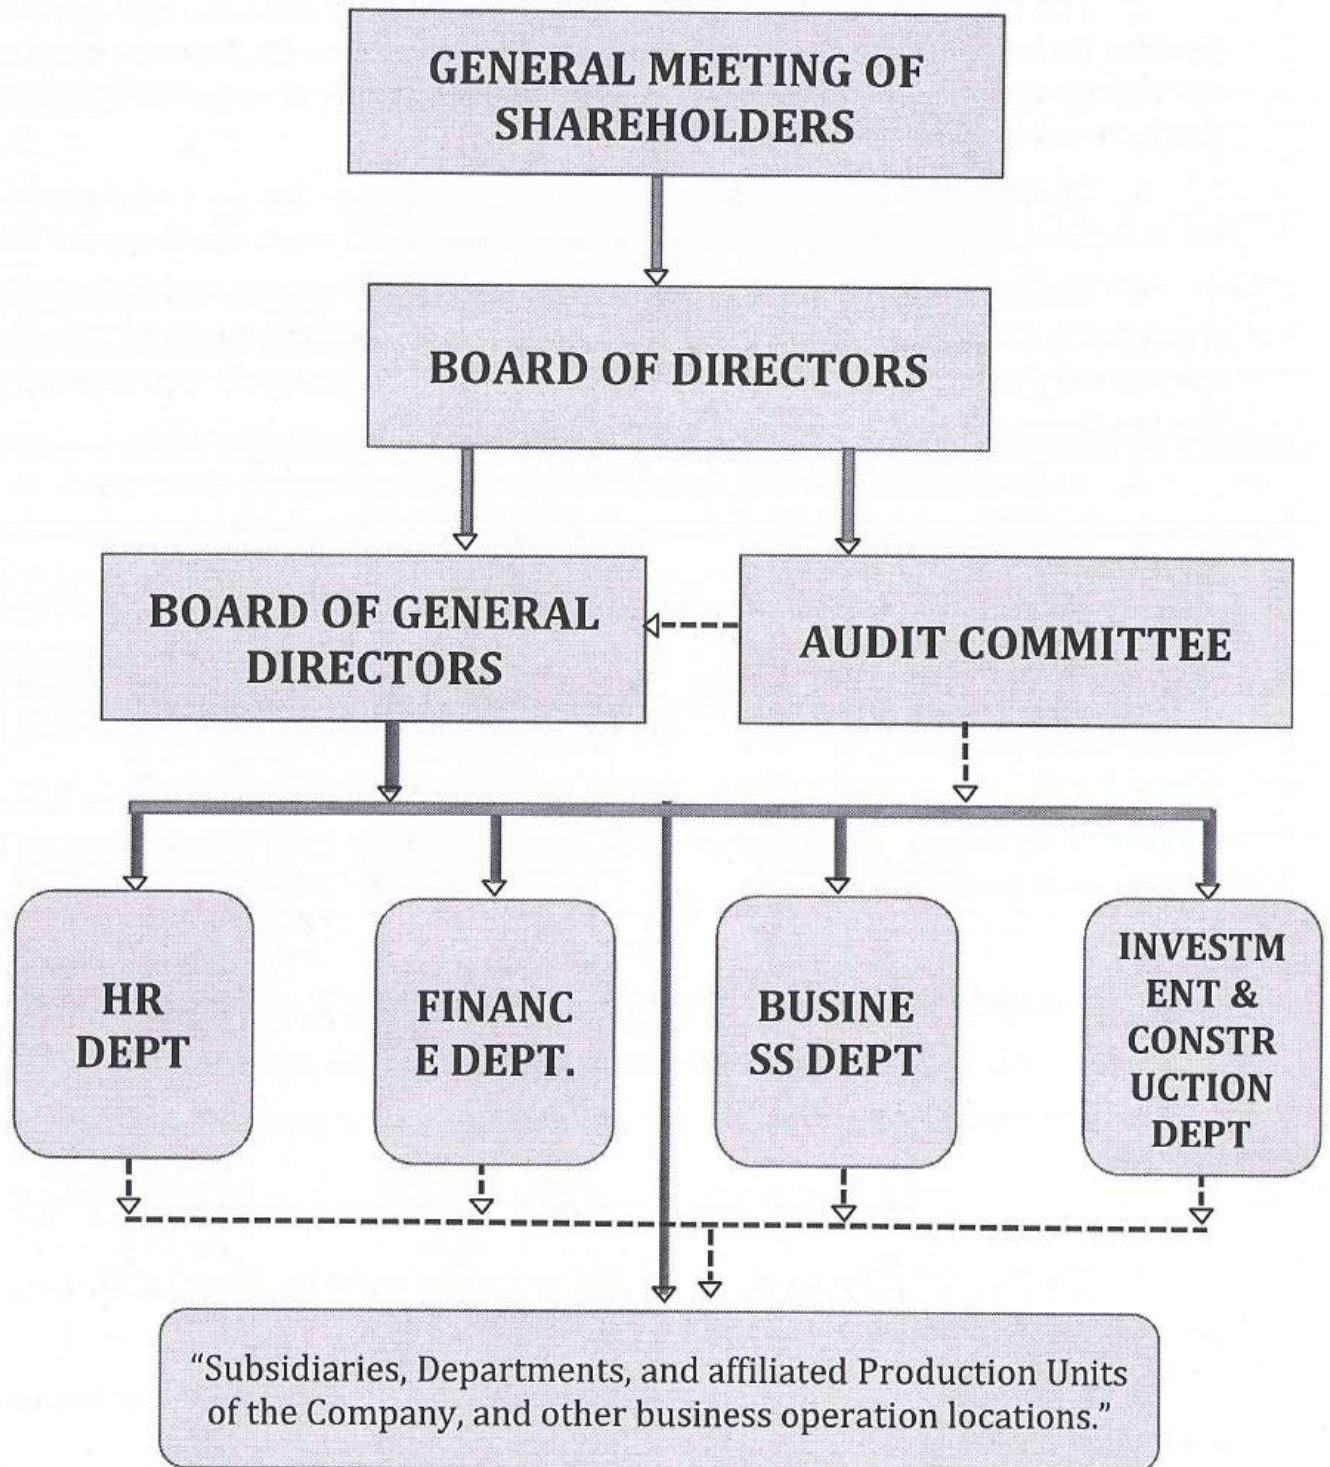 GENERAL MEETING OF
SHAREHOLDERS
BOARD OF DIRECTORS
BOARD OF GENERAL
DIRECTORS
AUDIT COMMITTEE
HR
DEPT
FINANC
E DEPT.
BUSINE
SS DEPT
INVESTM
ENT &
CONSTR
UCTION
DEPT
“Subsidiaries, Departments, and affiliated Production Units
of the Company, and other business operation locations.”